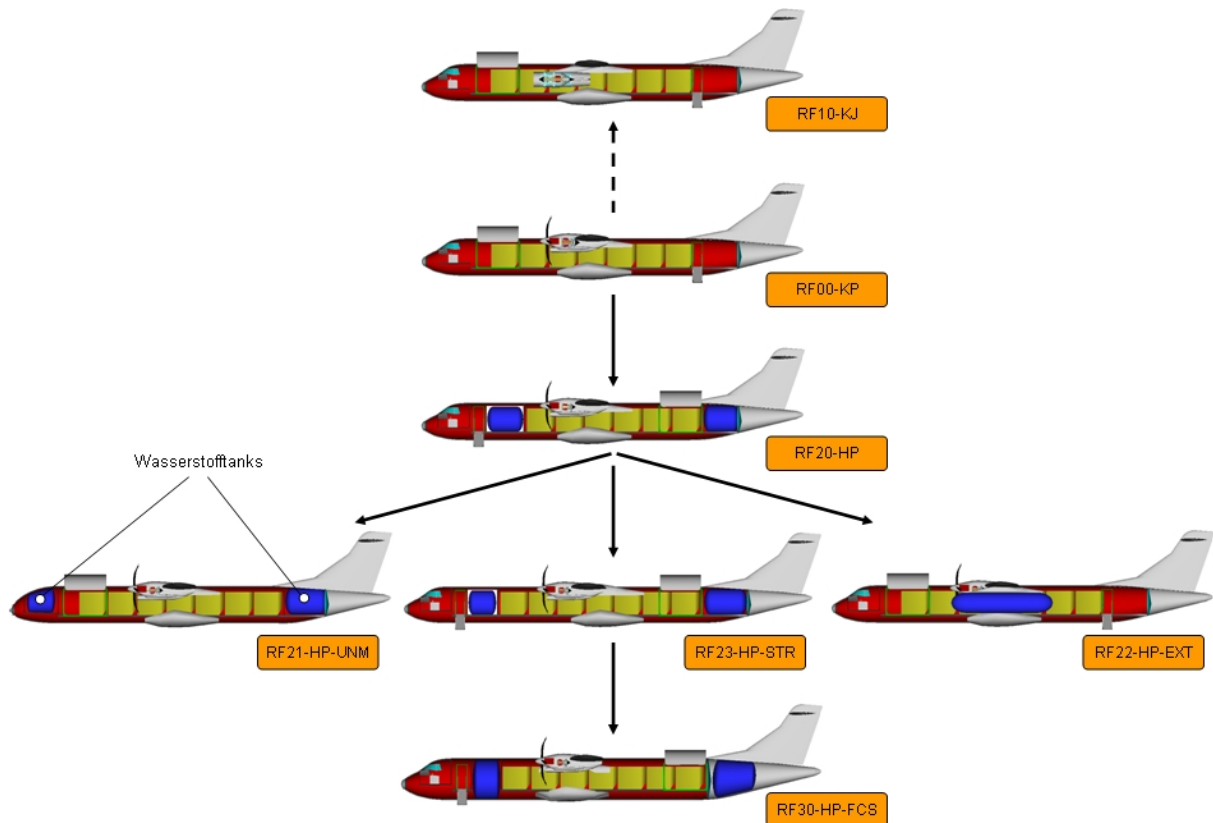 RF10-KJ
RF00-KP
RF20-HP
Wasserstofftanks
RF21-HP-UNM
RF23-HP-STR
RF22-HP-EXT
RF30-HP-FCS